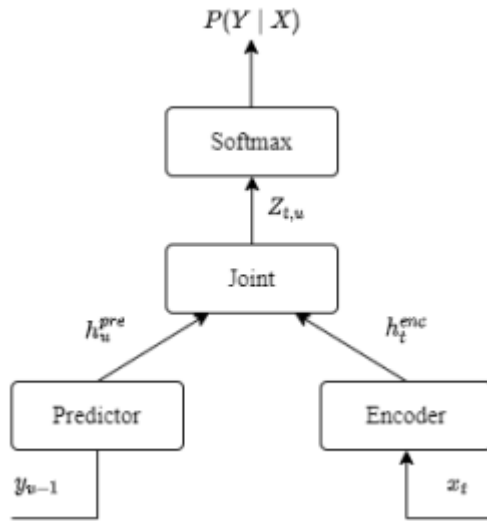 P(Y | X)
Softmax
Z_{t,u}
Joint
h_u^{pre} h_t^{enc}
Predictor Encoder
y_{v-1} x_t